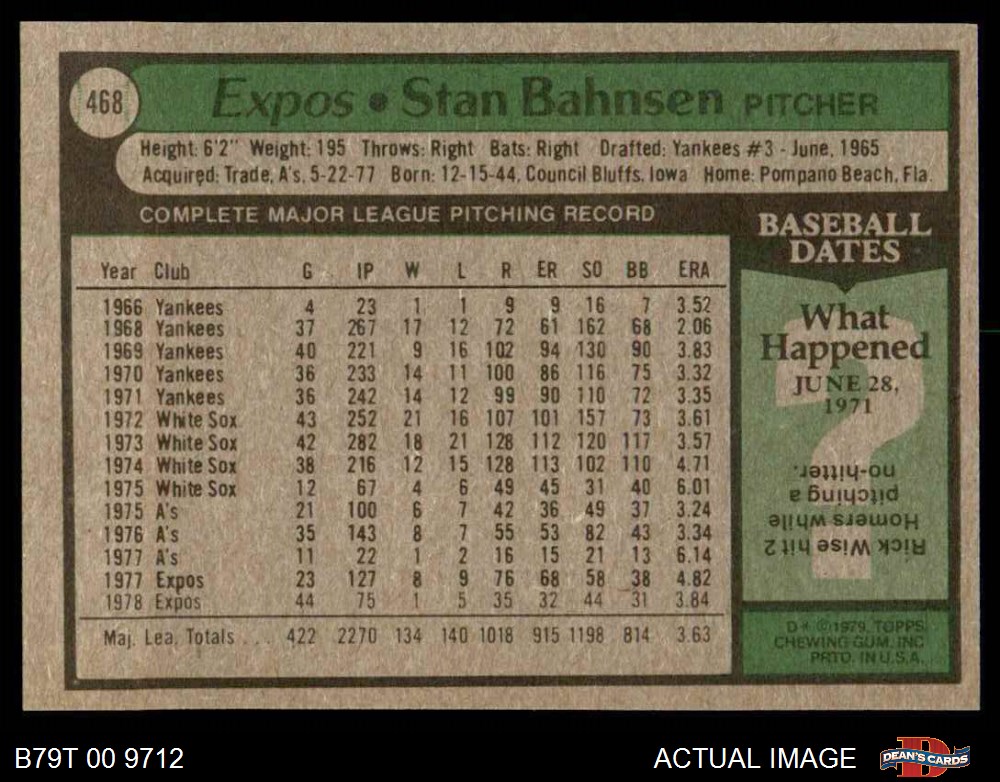 468
Expos • Stan Bahnsen PITCHER
Height: 6'2" Weight: 195 Throws: Right Bats: Right Drafted: Yankees #3 - June, 1965
Acquired: Trade, A's, 5-22-77 Born: 12-15-44, Council Bluffs, Iowa Home: Pompano Beach, Fla.
COMPLETE MAJOR LEAGUE PITCHING RECORD
Year Club G IP W L R ER SO BB ERA
1966 Yankees 4 23 1 1 9 9 16 7 3.52
1968 Yankees 37 267 17 12 72 61 162 68 2.06
1969 Yankees 40 221 9 16 102 94 130 90 3.83
1970 Yankees 36 233 14 11 100 86 116 75 3.32
1971 Yankees 36 242 14 12 99 90 110 72 3.35
1972 White Sox 43 252 21 16 107 101 157 73 3.61
1973 White Sox 42 282 18 21 128 112 120 117 3.57
1974 White Sox 38 216 12 15 128 113 102 110 4.71
1975 White Sox 12 67 4 6 49 45 31 40 6.01
1975 A's 21 100 6 7 42 36 49 37 3.24
1976 A's 35 143 8 7 55 53 82 43 3.34
1977 A's 11 22 1 2 16 15 21 13 6.14
1977 Expos 23 127 8 9 76 68 58 38 4.82
1978 Expos 44 75 1 5 35 32 44 31 3.84
Maj. Lea. Totals . . . 422 2270 134 140 1018 915 1198 814 3.63
BASEBALL
DATES
What
Happened
JUNE 28,
1971
Rick Wise hit 2
Homers while
pitching a
no-hitter.
D* ©1979, TOPPS
CHEWING GUM, INC.
PRTD. IN U.S.A.
B79T 00 9712
ACTUAL IMAGE
DEAN'S CARDS